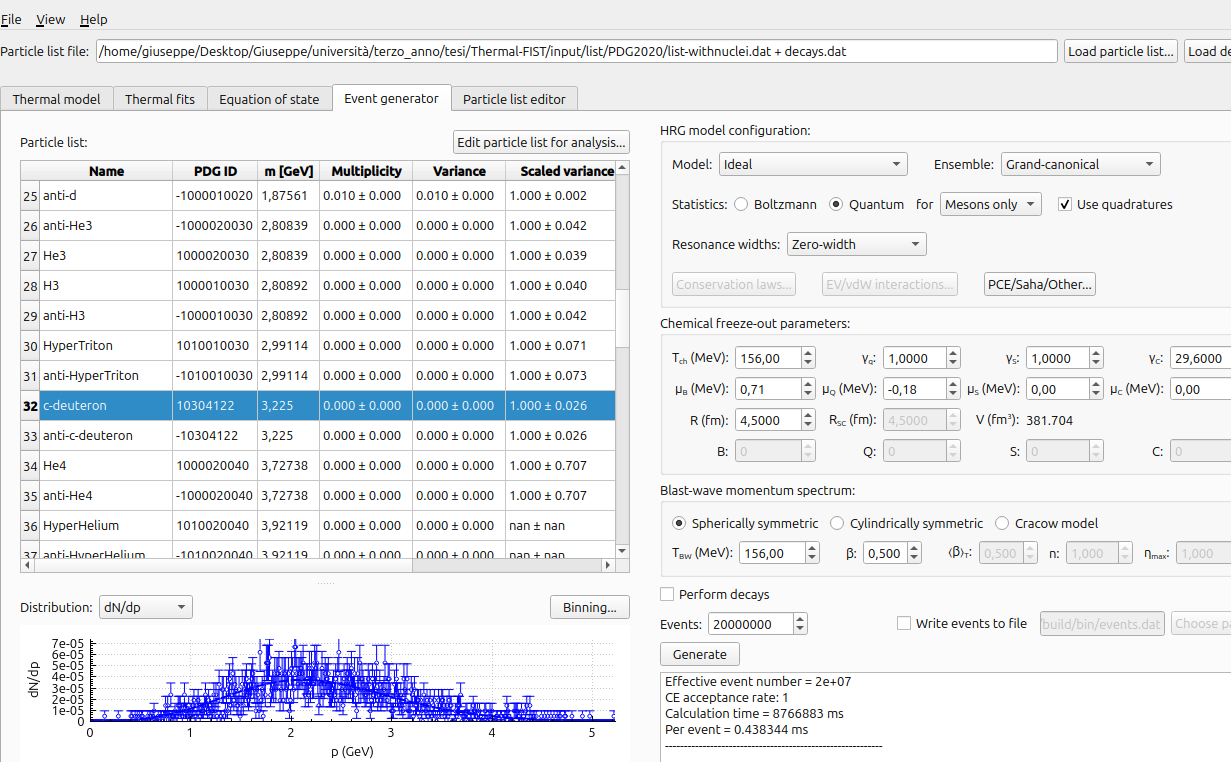 File View Help
Particle list file: /home/giuseppe/Desktop/Giuseppe/università/terzo_anno/tesi/Thermal-FIST/input/list/PDG2020/list-withnuclei.dat + decays.dat Load particle list... Load de
Thermal model Thermal fits Equation of state Event generator Particle list editor
Particle list: Edit particle list for analysis...
Name PDG ID m [GeV] Multiplicity Variance Scaled variance
25 anti-d -1000010020 1,87561 0.010 ± 0.000 0.010 ± 0.000 1.000 ± 0.002
26 anti-He3 -1000020030 2,80839 0.000 ± 0.000 0.000 ± 0.000 1.000 ± 0.042
27 He3 1000020030 2,80839 0.000 ± 0.000 0.000 ± 0.000 1.000 ± 0.039
28 H3 1000010030 2,80892 0.000 ± 0.000 0.000 ± 0.000 1.000 ± 0.040
29 anti-H3 -1000010030 2,80892 0.000 ± 0.000 0.000 ± 0.000 1.000 ± 0.042
30 HyperTriton 1010010030 2,99114 0.000 ± 0.000 0.000 ± 0.000 1.000 ± 0.071
31 anti-HyperTriton -1010010030 2,99114 0.000 ± 0.000 0.000 ± 0.000 1.000 ± 0.073
32 c-deuteron 10304122 3,225 0.000 ± 0.000 0.000 ± 0.000 1.000 ± 0.026
33 anti-c-deuteron -10304122 3,225 0.000 ± 0.000 0.000 ± 0.000 1.000 ± 0.026
34 He4 1000020040 3,72738 0.000 ± 0.000 0.000 ± 0.000 1.000 ± 0.707
35 anti-He4 -1000020040 3,72738 0.000 ± 0.000 0.000 ± 0.000 1.000 ± 0.707
36 HyperHelium 1010020040 3,92119 0.000 ± 0.000 0.000 ± 0.000 nan ± nan
37 anti-HyperHelium -1010020040 3,92119 0.000 ± 0.000 0.000 ± 0.000 nan ± nan
Distribution: dN/dp Binning...
dN/dp
7e-05
6e-05
5e-05
4e-05
3e-05
2e-05
1e-05
0
0 1 2 3 4 5
p (GeV)
HRG model configuration:
Model: Ideal Ensemble: Grand-canonical
Statistics: Boltzmann Quantum for Mesons only Use quadratures
Resonance widths: Zero-width
Conservation laws... EV/vdW interactions... PCE/Saha/Other...
Chemical freeze-out parameters:
T_ch (MeV): 156,00 γ_q: 1,0000 γ_S: 1,0000 γ_C: 29,6000
μ_B (MeV): 0,71 μ_Q (MeV): -0,18 μ_S (MeV): 0,00 μ_C (MeV): 0,00
R (fm): 4,5000 R_SC (fm): 4,5000 V (fm³): 381.704
B: 0 Q: 0 S: 0 C: 0
Blast-wave momentum spectrum:
Spherically symmetric Cylindrically symmetric Cracow model
T_BW (MeV): 156,00 β: 0,500 ⟨β⟩_T: 0,500 n: 1,000 η_max: 1,000
Perform decays
Events: 20000000 Write events to file /build/bin/events.dat Choose pa
Generate
Effective event number = 2e+07
CE acceptance rate: 1
Calculation time = 8766883 ms
Per event = 0.438344 ms
----------------------------------------------------------